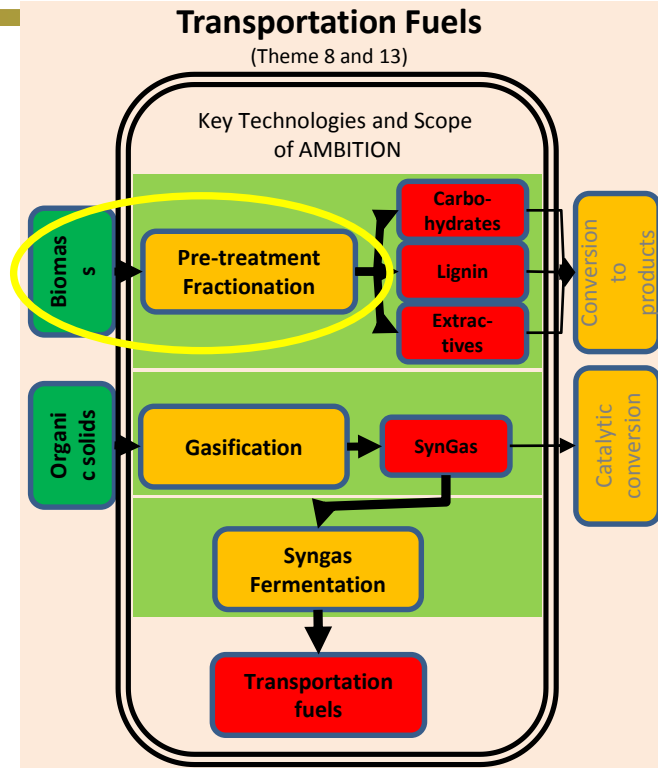 Transportation Fuels
(Theme 8 and 13)
Key Technologies and Scope
of AMBITION
Biomas
s
Pre-treatment
Fractionation
Carbo-
hydrates
Lignin
Extrac-
tives
Conversion
to
products
Organi
c solids
Gasification
SynGas
Catalytic
conversion
Syngas
Fermentation
Transportation
fuels